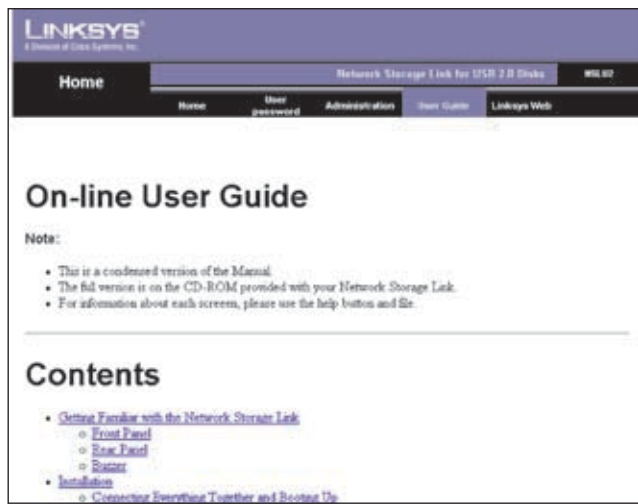 LINKSYS®
A Division of Cisco Systems, Inc.
Network Storage Link for USB 2.0 Disks NSLU2
Home
Home User password Administration User Guide Linksys Web
On-line User Guide
Note:
• This is a condensed version of the Manual.
• The full version is on the CD-ROM provided with your Network Storage Link.
• For information about each screen, please use the help button and file.
Contents
• Getting Familiar with the Network Storage Link
○ Front Panel
○ Rear Panel
○ Buzzer
• Installation
○ Connecting Everything Together and Booting Up